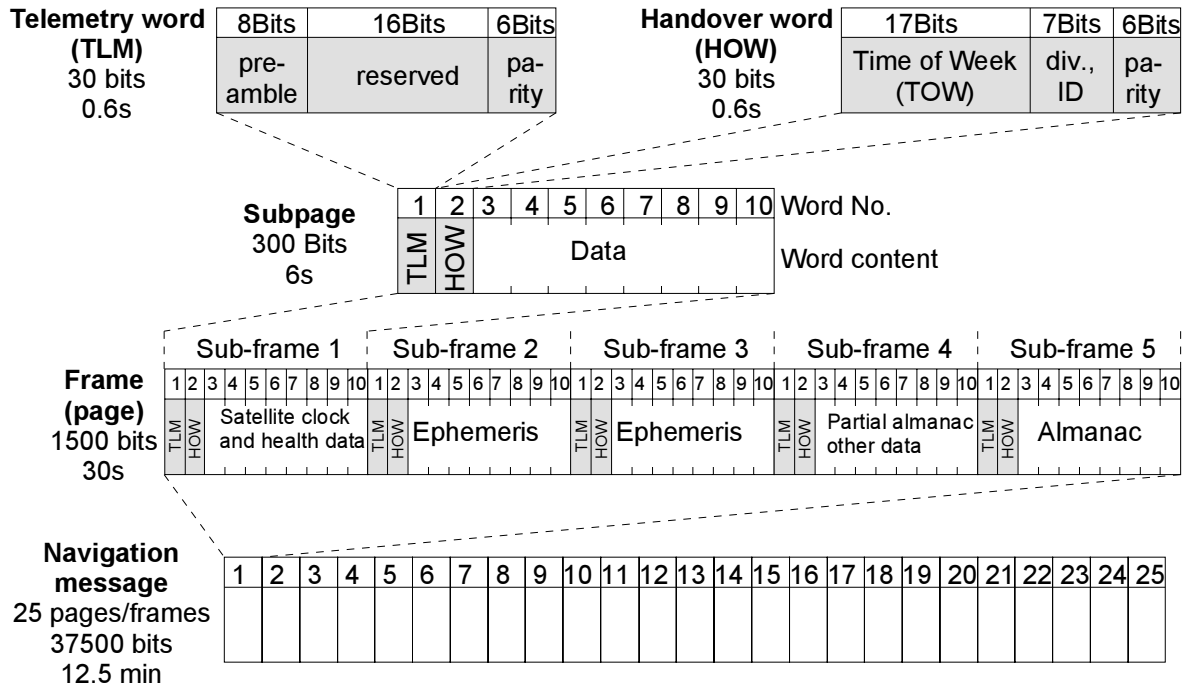 Telemetry word
(TLM)
30 bits
0.6s
8Bits 16Bits 6Bits
pre-
amble
reserved
pa-
rity
Handover word
(HOW)
30 bits
0.6s
17Bits 7Bits 6Bits
Time of Week
(TOW)
div.,
ID
pa-
rity
Subpage
300 Bits
6s
1 2 3 4 5 6 7 8 9 10 Word No.
TLM HOW Data Word content
Sub-frame 1 Sub-frame 2 Sub-frame 3 Sub-frame 4 Sub-frame 5
Frame
(page)
1500 bits
30s
1 2 3 4 5 6 7 8 9 10 1 2 3 4 5 6 7 8 9 10 1 2 3 4 5 6 7 8 9 10 1 2 3 4 5 6 7 8 9 10 1 2 3 4 5 6 7 8 9 10
TLM HOW
Satellite clock
and health data
TLM HOW Ephemeris
TLM HOW Ephemeris
TLM HOW
Partial almanac
other data
TLM HOW Almanac
Navigation
message
25 pages/frames
37500 bits
12.5 min
1 2 3 4 5 6 7 8 9 10 11 12 13 14 15 16 17 18 19 20 21 22 23 24 25